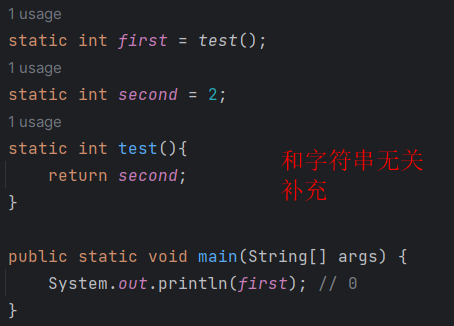 1 usage
static int first = test();
1 usage
static int second = 2;
1 usage
static int test(){
    return second;
}
和字符串无关
补充
public static void main(String[] args) {
    System.out.println(first); // 0
}